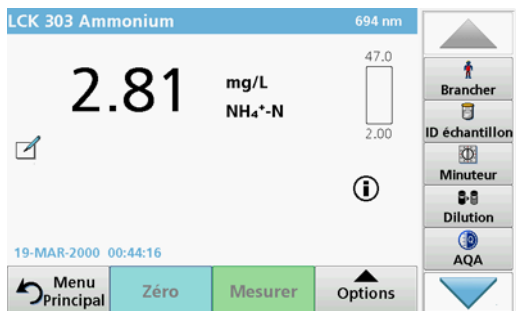 LCK 303 Ammonium 694 nm
47.0
2.81 mg/L
NH₄⁺-N
2.00
19-MAR-2000 00:44:16
Menu Principal
Zéro
Mesurer
Options
Brancher
ID échantillon
Minuteur
Dilution
AQA